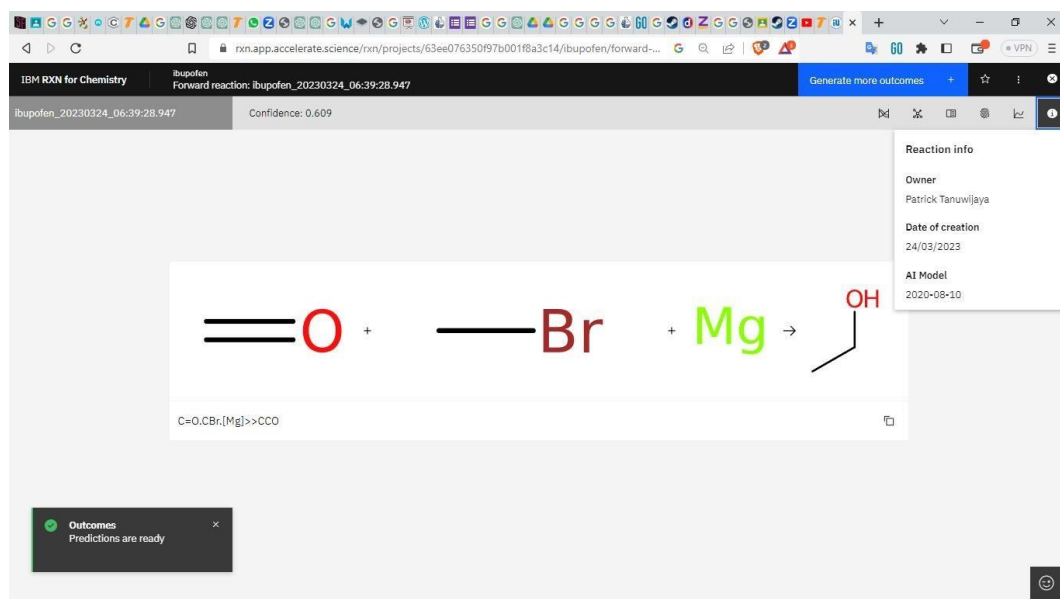 rxn.app.accelerate.science/rxn/projects/63ee076350f97b001f8a3c14/ibupofen/forward-...
VPN
IBM RXN for Chemistry
ibupofen
Forward reaction: ibupofen_20230324_06:39:28.947
Generate more outcomes +
ibupofen_20230324_06:39:28.947
Confidence: 0.609
Reaction info
Owner
Patrick Tanuwijaya
Date of creation
24/03/2023
AI Model
2020-08-10
O + Br + Mg → OH
C=O.CBr.[Mg]>>CCO
Outcomes
Predictions are ready